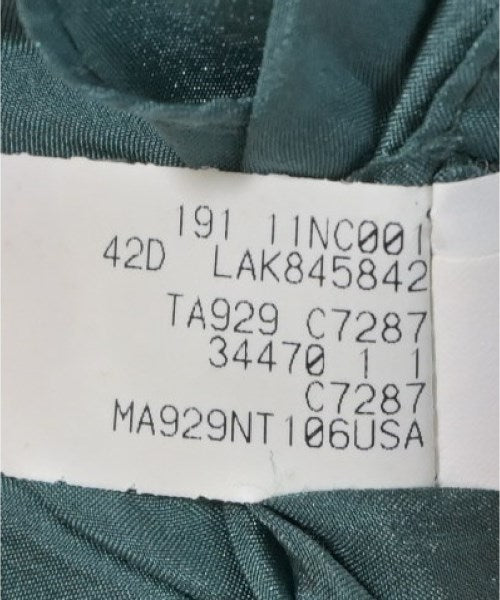 191 11NC001
42D LAK845842
TA929 C7287
34470 1 1
C7287
MA929NT106USA